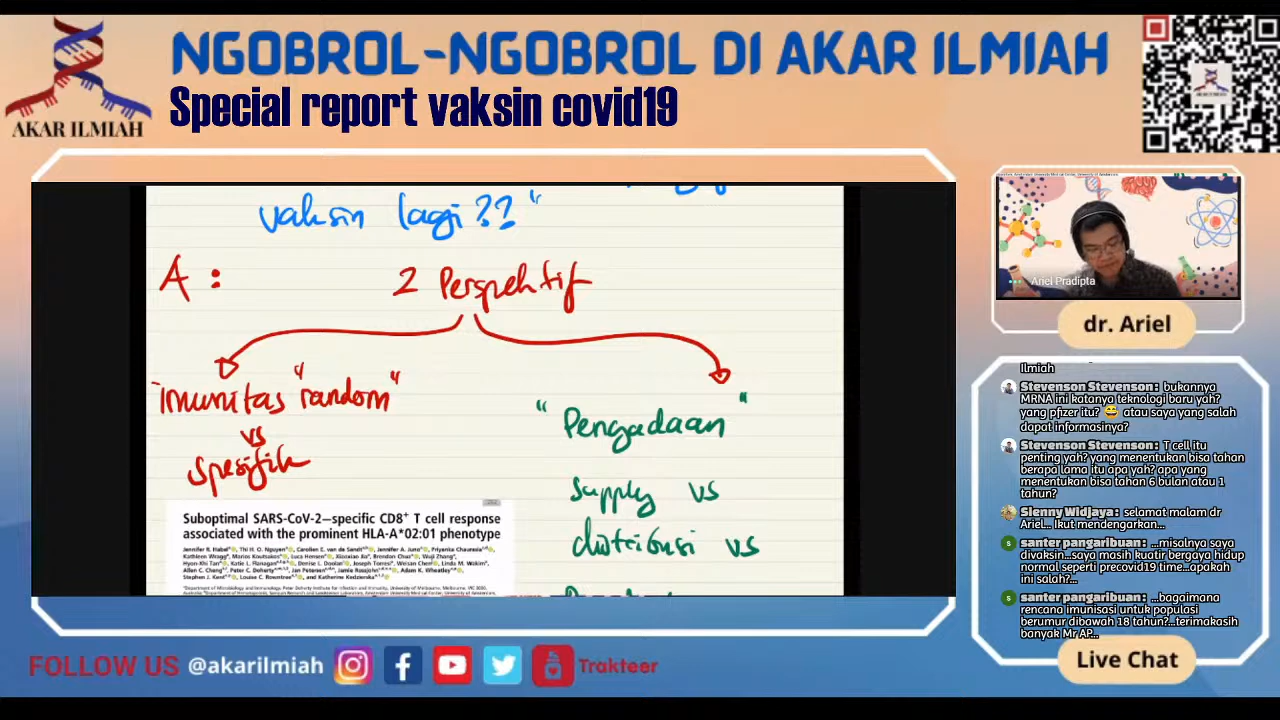 NGOBROL-NGOBROL DI AKAR ILMIAH
Special report vaksin covid19
AKAR ILMIAH
vaksin lagi ??"
A :
2 Perspektif
imunitas "random"
vs
spesifik
"Pengadaan"
supply vs
distribusi vs
Suboptimal SARS-CoV-2–specific CD8+ T cell response
associated with the prominent HLA-A*02:01 phenotype
Ariel Pradipta
dr. Ariel
Ilmiah
Stevenson Stevenson : bukannya
MRNA ini katanya teknologi baru yah?
yang pfizer itu? 😅 atau saya yang salah
dapat informasinya?
Stevenson Stevenson : T cell itu
penting yah? yang menentukan bisa tahan
berapa lama itu apa yah? apa yang
menentukan bisa tahan 6 bulan atau 1
tahun?
Sienny Widjaya : selamat malam dr
Ariel... Ikut mendengarkan...
santer pangaribuan : ...misalnya saya
divaksin...saya masih kuatir bergaya hidup
normal seperti precovid19 time...apakah
ini salah?...
santer pangaribuan : ...bagaimana
rencana imunisasi untuk populasi
berumur dibawah 18 tahun?...terimakasih
banyak Mr AP...
Live Chat
FOLLOW US @akarilmiah
Trakteer